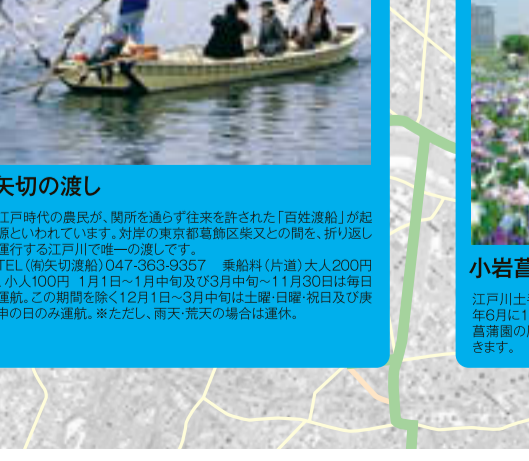 矢切の渡し
江戸時代の農民が、関所を通らず往来を許された「百姓渡船」が起
源といわれています。対岸の東京都葛飾区柴又との間を、折り返し
運行する江戸川で唯一の渡しです。
TEL(㈲矢切渡船)047-363-9357　乗船料(片道)大人200円
、小人100円　1月1日〜1月中旬及び3月中旬〜11月30日は毎日
運航。この期間を除く12月1日〜3月中旬は土曜・日曜・祝日及び庚
申の日のみ運航。※ただし、雨天・荒天の場合は運休。
小岩菖
江戸川土
年6月に1
菖蒲園の
きます。